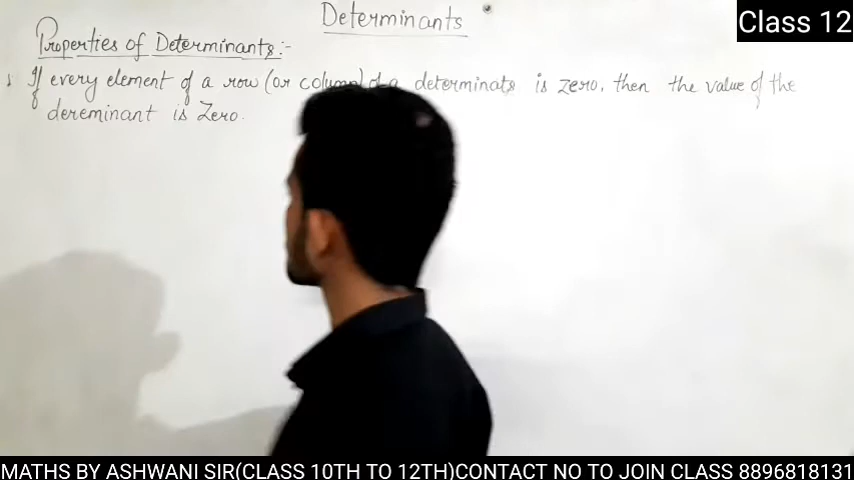 Determinants
Class 12
Properties of Determinants:-
1 If every element of a row (or column) of a determinats is zero, then the value of the
dereminant is Zero.
MATHS BY ASHWANI SIR(CLASS 10TH TO 12TH)CONTACT NO TO JOIN CLASS 8896818131